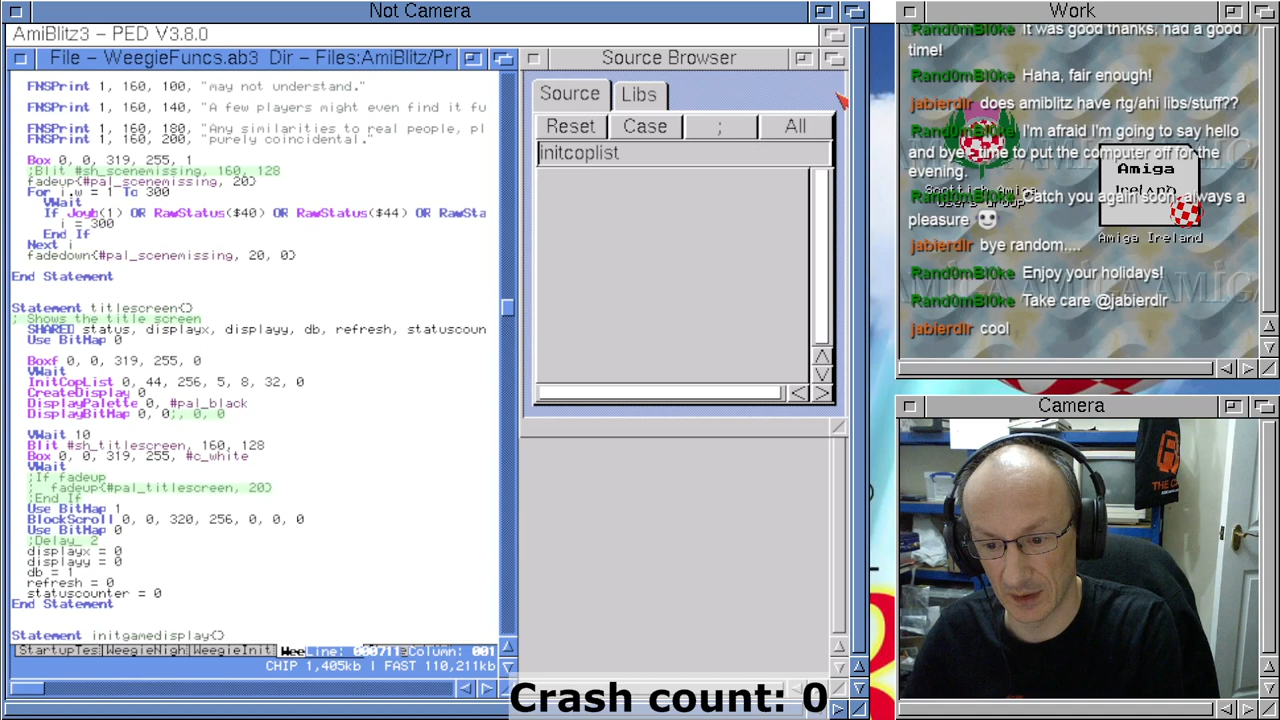 Not Camera
AmiBlitz3 – PED V3.8.0
File – WeegieFuncs.ab3 Dir – Files:AmiBlitz/Pr
FNSPrint 1, 160, 100, "may not understand."
FNSPrint 1, 160, 140, "A few players might even find it fu
FNSPrint 1, 160, 180, "Any similarities to real people, pl
FNSPrint 1, 160, 200, "purely coincidental."
Box 0, 0, 319, 255, 1
;Blit #sh_scenemissing, 160, 128
fadeup{#pal_scenemissing, 20}
For i.w = 1 To 300
VWait
If Joyb(1) OR RawStatus($40) OR RawStatus($44) OR RawSta
i = 300
End If
Next i
fadedown{#pal_scenemissing, 20, 0}
End Statement
Statement titlescreen{}
; Shows the title screen
SHARED status, displayx, displayy, db, refresh, statuscoun
Use BitMap 0
Boxf 0, 0, 319, 255, 0
VWait
InitCopList 0, 44, 256, 5, 8, 32, 0
CreateDisplay 0
DisplayPalette 0, #pal_black
DisplayBitMap 0, 0;, 0, 0
VWait 10
Blit #sh_titlescreen, 160, 128
Box 0, 0, 319, 255, #c_white
VWait
;If fadeup
;  fadeup{#pal_titlescreen, 20}
;End If
Use BitMap 1
BlockScroll 0, 0, 320, 256, 0, 0, 0
Use BitMap 0
;Delay_ 2
displayx = 0
displayy = 0
db = 1
refresh = 0
statuscounter = 0
End Statement
Statement initgamedisplay{}
StartupTes WeegieNigh WeegieInit Wee Line: 000711 Column: 001
CHIP 1,405kb | FAST 110,211kb
Source Browser
Source Libs
Reset Case ; All
initcoplist
Crash count: 0
Work
Rand0mBl0ke It was good thanks. had a good
time!
Rand0mBl0ke Haha, fair enough!
jabierdlr does amiblitz have rtg/ahi libs/stuff??
Rand0mBl0ke I'm afraid I'm going to say hello
and bye - time to put the computer off for the
evening.
Rand0mBl0ke Catch you again soon, always a
pleasure
jabierdlr bye random....
Rand0mBl0ke Enjoy your holidays!
Rand0mBl0ke Take care @jabierdlr
jabierdlr cool
Scottish Amiga
Users Group
Amiga
Ireland
Amiga Ireland
Camera